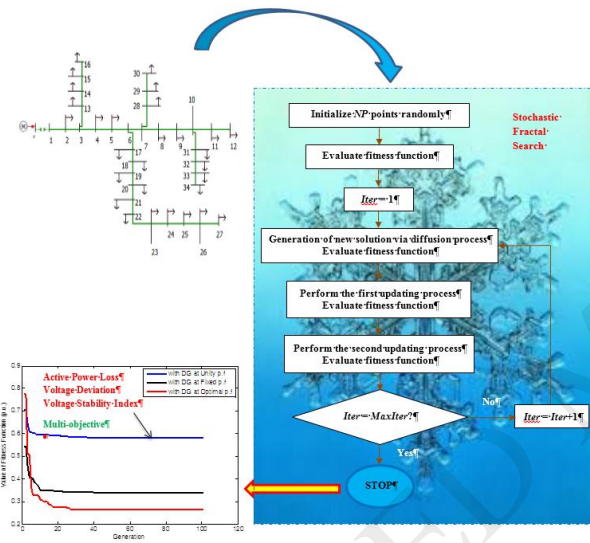 16
15
14
13
30
29
28
10
1 2 3 4 5 6 7 8 9 11 12
17
18
19
20
21
22
31
32
33
34
23 24 25 26 27
Initialize·NP·points·randomly¶
Stochastic·
Fractal·
Search·
Evaluate fitness function¶
Iter=·1¶
Generation·of·new·solution·via·diffusion·process¶
Evaluate fitness function¶
Perform·the·first·updating·process¶
Evaluate fitness function¶
Perform·the·second·updating·process¶
Evaluate fitness function¶
Iter=·MaxIter?¶
No¶
Iter=·Iter+1¶
Yes¶
STOP¶
Active·Power·Loss¶
Voltage·Deviation¶
Voltage·Stability·Index¶
Multi-objective¶
with DG at Unity p.f
with DG at Fixed p.f
with DG at Optimal p.f
Value of Fitness Function (p.u.)
0.9
0.8
0.7
0.6
0.5
0.4
0.3
0.2
0 20 40 60 80 100 120
Generation